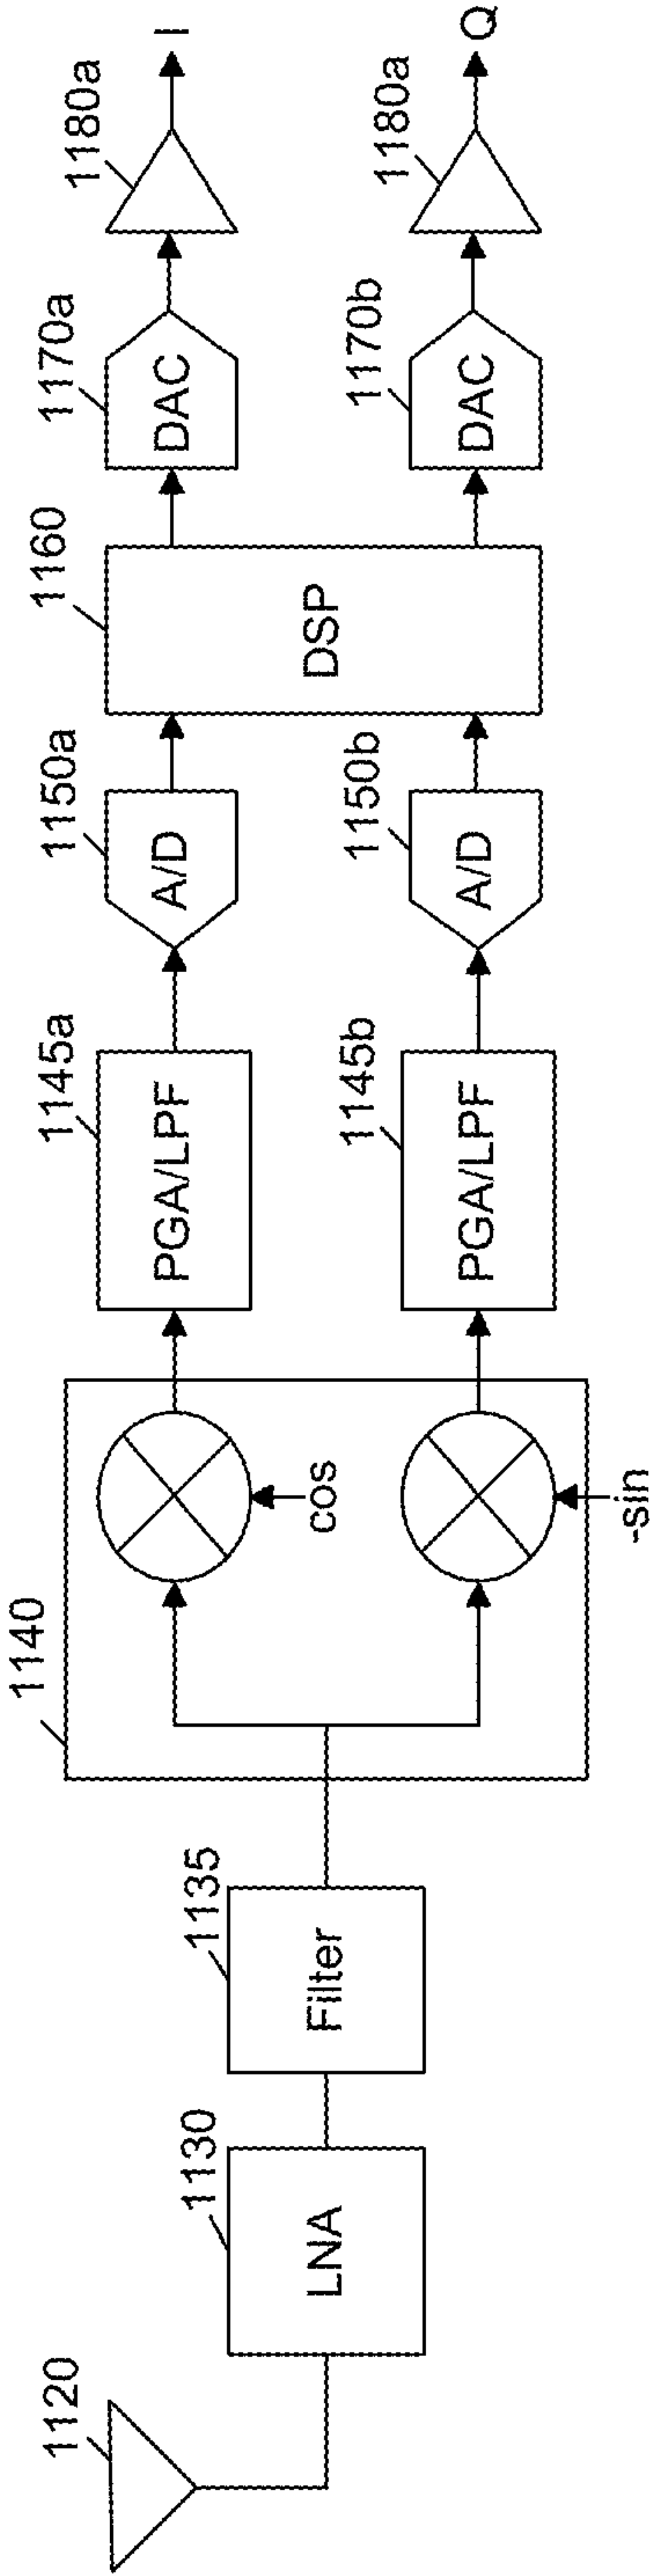 1120
1130
LNA
1135
Filter
1140
cos
-sin
1145a
PGA/LPF
1145b
PGA/LPF
1150a
A/D
1150b
A/D
1160
DSP
1170a
DAC
1170b
DAC
1180a
I
1180a
Q